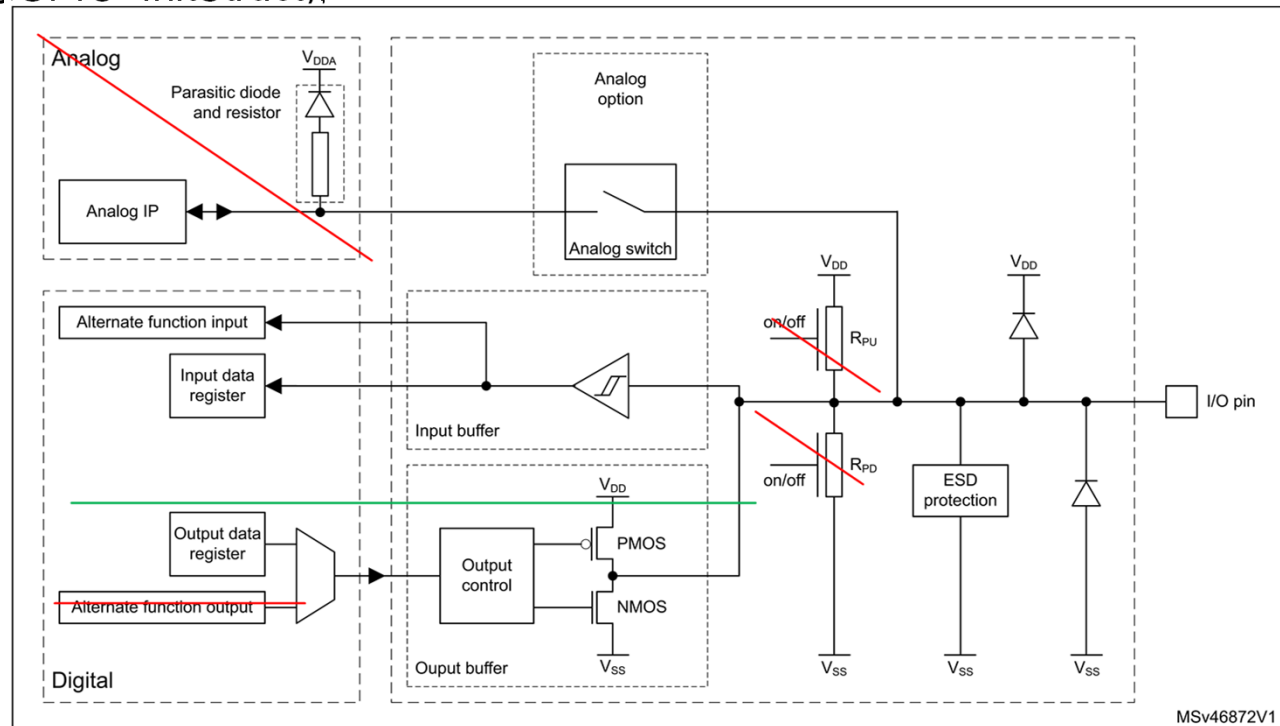 Analog
VDDA
Parasitic diode
and resistor
Analog IP
Analog
option
Analog switch
VDD
on/off
RPU
VDD
I/O pin
Alternate function input
Input data
register
Input buffer
on/off
RPD
ESD
protection
Output data
register
Alternate function output
Output
control
VDD
PMOS
NMOS
VSS
Ouput buffer
Digital
VSS
VSS
VSS
MSv46872V1